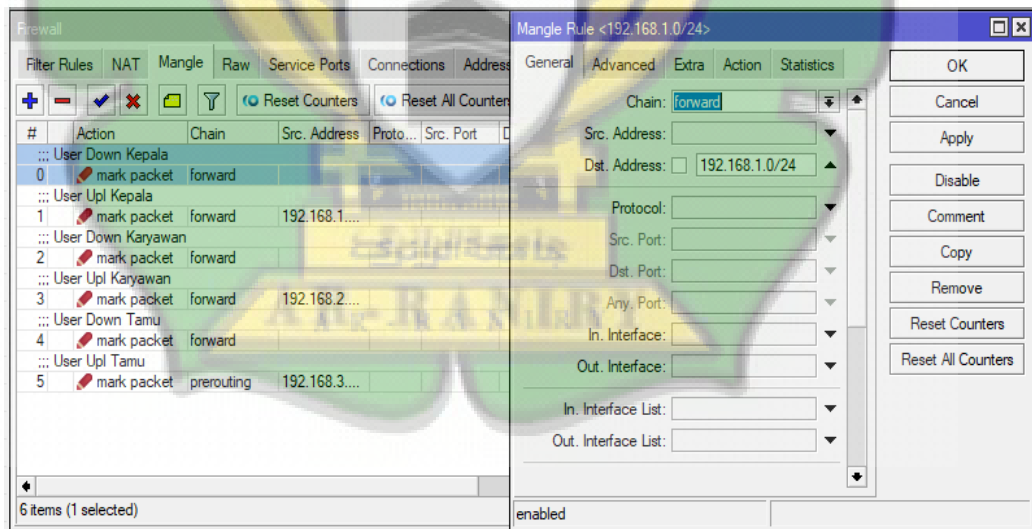 Firewall
Filter Rules NAT Mangle Raw Service Ports Connections Address
Reset Counters Reset All Counter
# Action Chain Src. Address Proto... Src. Port D
;;; User Down Kepala
0 mark packet forward
;;; User Upl Kepala
1 mark packet forward 192.168.1....
;;; User Down Karyawan
2 mark packet forward
;;; User Upl Karyawan
3 mark packet forward 192.168.2....
;;; User Down Tamu
4 mark packet forward
;;; User Upl Tamu
5 mark packet prerouting 192.168.3....
6 items (1 selected)
Mangle Rule <192.168.1.0/24>
General Advanced Extra Action Statistics
Chain: forward
Src. Address:
Dst. Address: 192.168.1.0/24
Protocol:
Src. Port:
Dst. Port:
Any. Port:
In. Interface:
Out. Interface:
In. Interface List:
Out. Interface List:
enabled
OK
Cancel
Apply
Disable
Comment
Copy
Remove
Reset Counters
Reset All Counters
AR-RANIRY